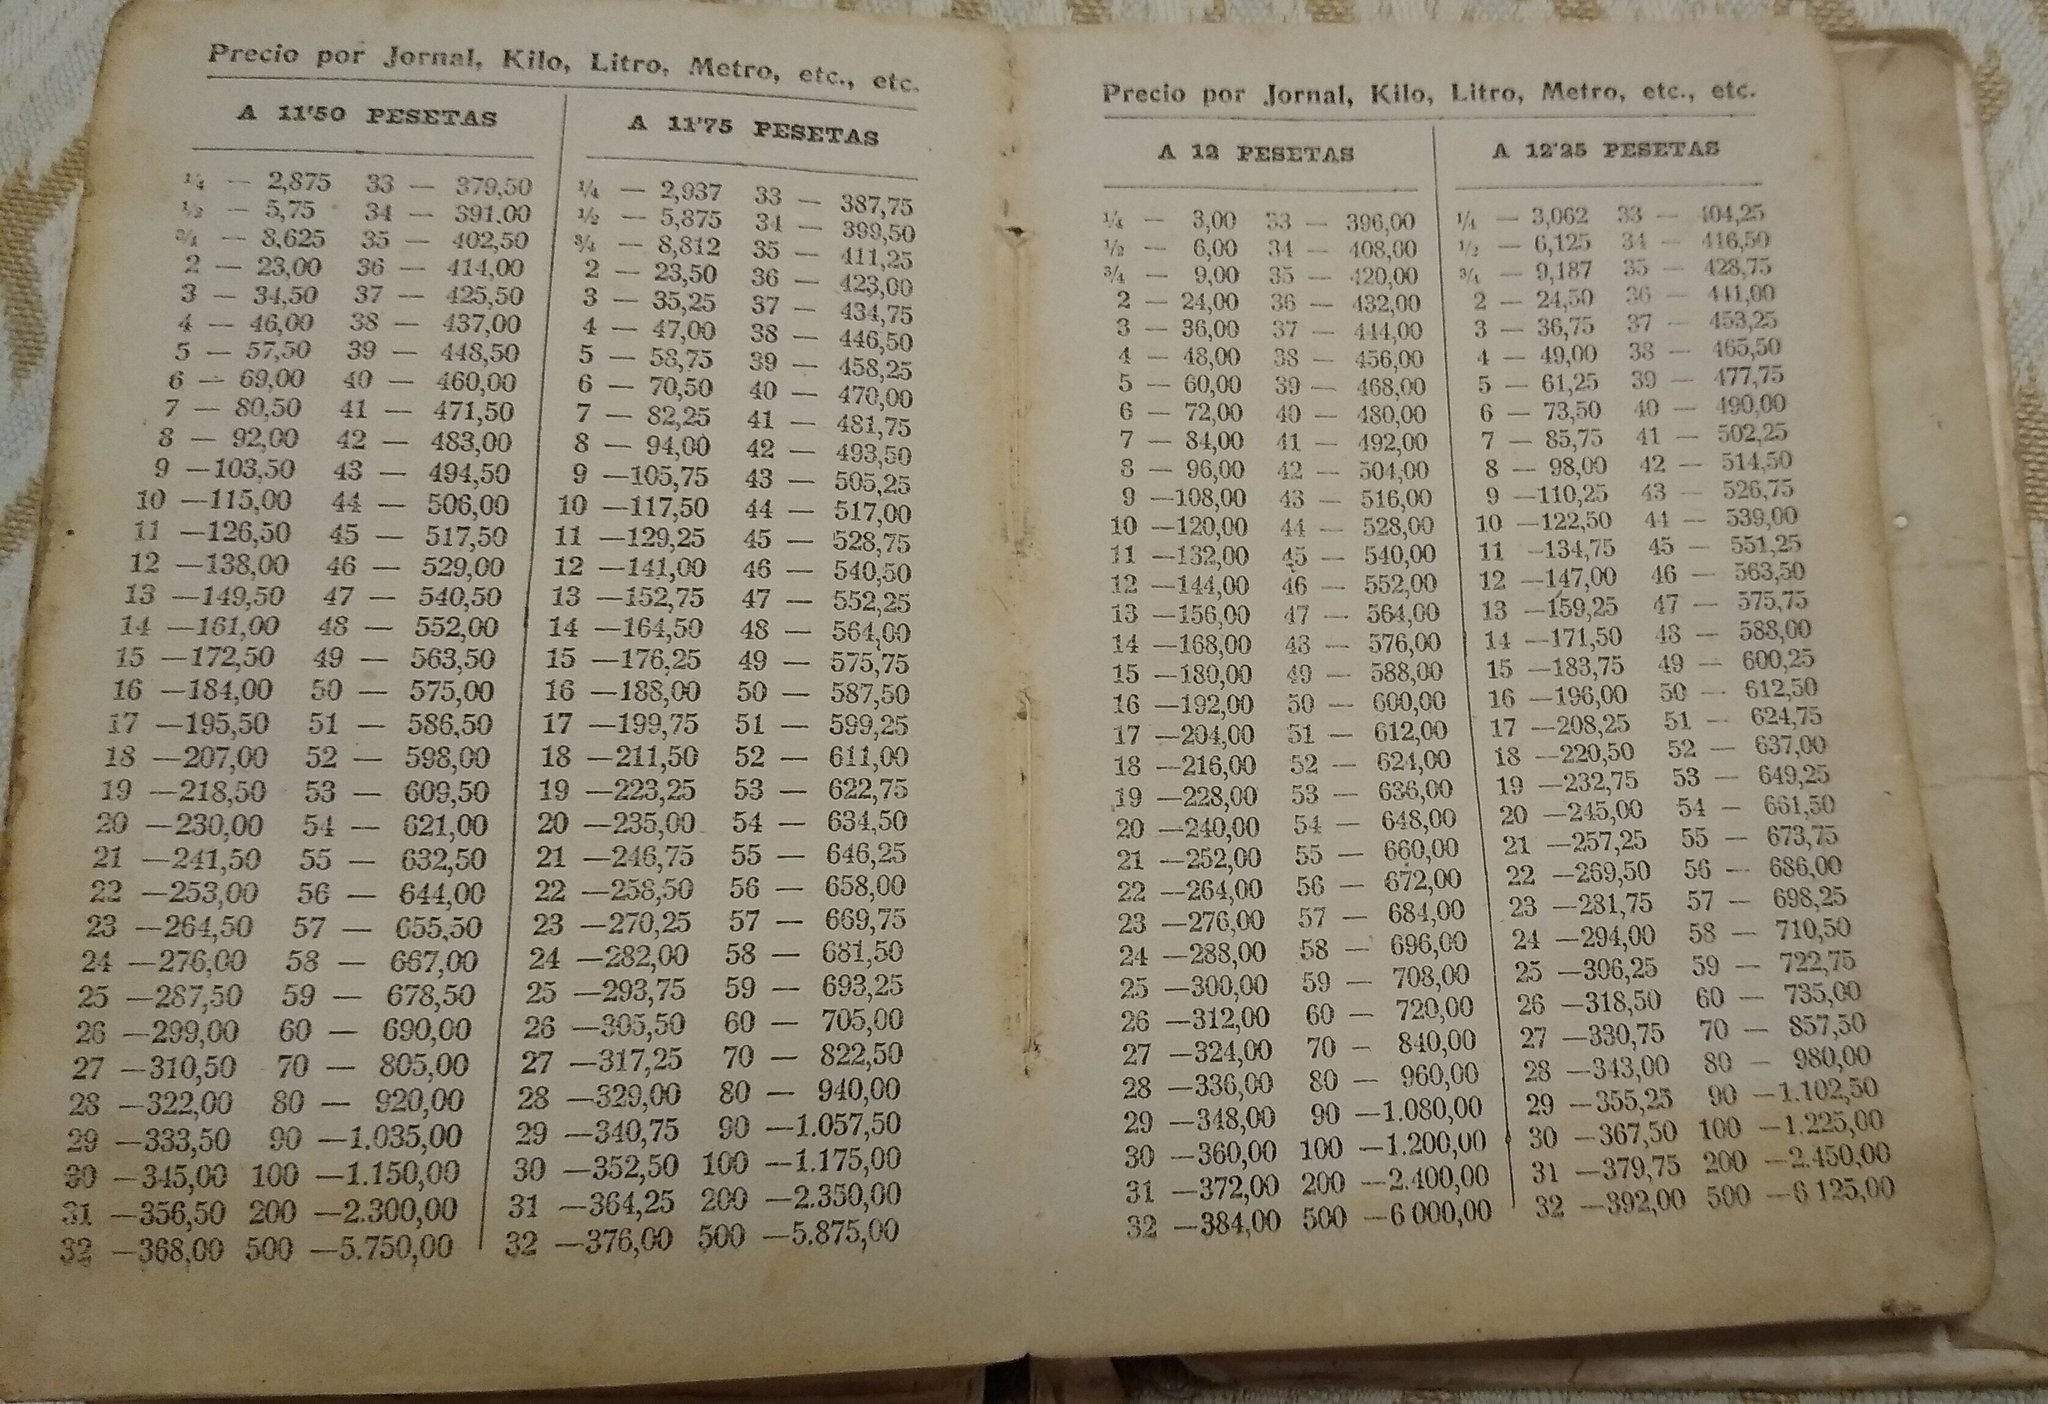 Precio por Jornal, Kilo, Litro, Metro, etc., etc.
A 11'50 PESETAS
1/4 — 2,875 33 — 379,50
1/2 — 5,75 34 — 391.00
3/4 — 8,625 35 — 402,50
2 — 23,00 36 — 414,00
3 — 34,50 37 — 425,50
4 — 46,00 38 — 437,00
5 — 57,50 39 — 448,50
6 — 69,00 40 — 460,00
7 — 80,50 41 — 471,50
8 — 92,00 42 — 483,00
9 —103,50 43 — 494,50
10 —115,00 44 — 506,00
11 —126,50 45 — 517,50
12 —138,00 46 — 529,00
13 —149,50 47 — 540,50
14 —161,00 48 — 552,00
15 —172,50 49 — 563,50
16 —184,00 50 — 575,00
17 —195,50 51 — 586,50
18 —207,00 52 — 598,00
19 —218,50 53 — 609,50
20 —230,00 54 — 621,00
21 —241,50 55 — 632,50
22 —253,00 56 — 644,00
23 —264,50 57 — 655,50
24 —276,00 58 — 667,00
25 —287,50 59 — 678,50
26 —299,00 60 — 690,00
27 —310,50 70 — 805,00
28 —322,00 80 — 920,00
29 —333,50 90 —1.035,00
30 —345,00 100 —1.150,00
31 —356,50 200 —2.300,00
32 —368,00 500 —5.750,00
A 11'75 PESETAS
1/4 — 2,937 33 — 387,75
1/2 — 5,875 34 — 399,50
3/4 — 8,812 35 — 411,25
2 — 23,50 36 — 423,00
3 — 35,25 37 — 434,75
4 — 47,00 38 — 446,50
5 — 58,75 39 — 458,25
6 — 70,50 40 — 470,00
7 — 82,25 41 — 481,75
8 — 94,00 42 — 493,50
9 —105,75 43 — 505,25
10 —117,50 44 — 517,00
11 —129,25 45 — 528,75
12 —141,00 46 — 540,50
13 —152,75 47 — 552,25
14 —164,50 48 — 564,00
15 —176,25 49 — 575,75
16 —188,00 50 — 587,50
17 —199,75 51 — 599,25
18 —211,50 52 — 611,00
19 —223,25 53 — 622,75
20 —235,00 54 — 634,50
21 —246,75 55 — 646,25
22 —258,50 56 — 658,00
23 —270,25 57 — 669,75
24 —282,00 58 — 681,50
25 —293,75 59 — 693,25
26 —305,50 60 — 705,00
27 —317,25 70 — 822,50
28 —329,00 80 — 940,00
29 —340,75 90 —1.057,50
30 —352,50 100 —1.175,00
31 —364,25 200 —2.350,00
32 —376,00 500 —5.875,00
Precio por Jornal, Kilo, Litro, Metro, etc., etc.
A 12 PESETAS
1/4 — 3,00 33 — 396,00
1/2 — 6,00 34 — 408,00
3/4 — 9,00 35 — 420,00
2 — 24,00 36 — 432,00
3 — 36,00 37 — 444,00
4 — 48,00 38 — 456,00
5 — 60,00 39 — 468,00
6 — 72,00 40 — 480,00
7 — 84,00 41 — 492,00
8 — 96,00 42 — 504,00
9 —108,00 43 — 516,00
10 —120,00 44 — 528,00
11 —132,00 45 — 540,00
12 —144,00 46 — 552,00
13 —156,00 47 — 564,00
14 —168,00 48 — 576,00
15 —180,00 49 — 588,00
16 —192,00 50 — 600,00
17 —204,00 51 — 612,00
18 —216,00 52 — 624,00
19 —228,00 53 — 636,00
20 —240,00 54 — 648,00
21 —252,00 55 — 660,00
22 —264,00 56 — 672,00
23 —276,00 57 — 684,00
24 —288,00 58 — 696,00
25 —300,00 59 — 708,00
26 —312,00 60 — 720,00
27 —324,00 70 — 840,00
28 —336,00 80 — 960,00
29 —348,00 90 —1.080,00
30 —360,00 100 —1.200,00
31 —372,00 200 —2.400,00
32 —384,00 500 —6 000,00
A 12'25 PESETAS
1/4 — 3,062 33 — 404,25
1/2 — 6,125 34 — 416,50
3/4 — 9,187 35 — 428,75
2 — 24,50 36 — 441,00
3 — 36,75 37 — 453,25
4 — 49,00 38 — 465,50
5 — 61,25 39 — 477,75
6 — 73,50 40 — 490,00
7 — 85,75 41 — 502,25
8 — 98,00 42 — 514,50
9 —110,25 43 — 526,75
10 —122,50 44 — 539,00
11 —134,75 45 — 551,25
12 —147,00 46 — 563,50
13 —159,25 47 — 575,75
14 —171,50 48 — 588,00
15 —183,75 49 — 600,25
16 —196,00 50 — 612,50
17 —208,25 51 — 624,75
18 —220,50 52 — 637,00
19 —232,75 53 — 649,25
20 —245,00 54 — 661,50
21 —257,25 55 — 673,75
22 —269,50 56 — 686,00
23 —281,75 57 — 698,25
24 —294,00 58 — 710,50
25 —306,25 59 — 722,75
26 —318,50 60 — 735,00
27 —330,75 70 — 857,50
28 —343,00 80 — 980,00
29 —355,25 90 —1.102,50
30 —367,50 100 —1.225,00
31 —379,75 200 —2.450,00
32 —392,00 500 —6 125,00